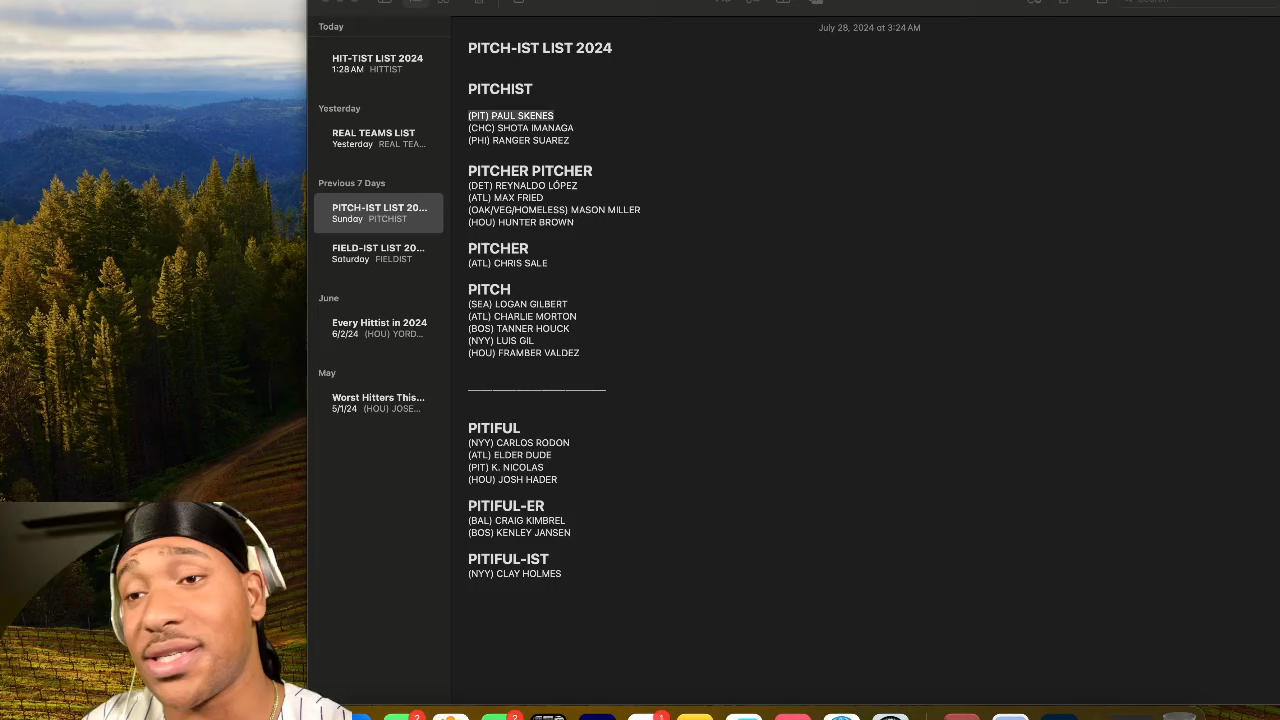 Today
HIT-TIST LIST 2024
1:28 AM HITTIST
Yesterday
REAL TEAMS LIST
Yesterday REAL TEA...
Previous 7 Days
PITCH-IST LIST 20...
Sunday PITCHIST
FIELD-IST LIST 20...
Saturday FIELDIST
June
Every Hittist in 2024
6/2/24 (HOU) YORD...
May
Worst Hitters This...
5/1/24 (HOU) JOSE...
July 28, 2024 at 3:24 AM
PITCH-IST LIST 2024
PITCHIST
(PIT) PAUL SKENES
(CHC) SHOTA IMANAGA
(PHI) RANGER SUAREZ
PITCHER PITCHER
(DET) REYNALDO LÓPEZ
(ATL) MAX FRIED
(OAK/VEG/HOMELESS) MASON MILLER
(HOU) HUNTER BROWN
PITCHER
(ATL) CHRIS SALE
PITCH
(SEA) LOGAN GILBERT
(ATL) CHARLIE MORTON
(BOS) TANNER HOUCK
(NYY) LUIS GIL
(HOU) FRAMBER VALDEZ
PITIFUL
(NYY) CARLOS RODON
(ATL) ELDER DUDE
(PIT) K. NICOLAS
(HOU) JOSH HADER
PITIFUL-ER
(BAL) CRAIG KIMBREL
(BOS) KENLEY JANSEN
PITIFUL-IST
(NYY) CLAY HOLMES
2
2
1